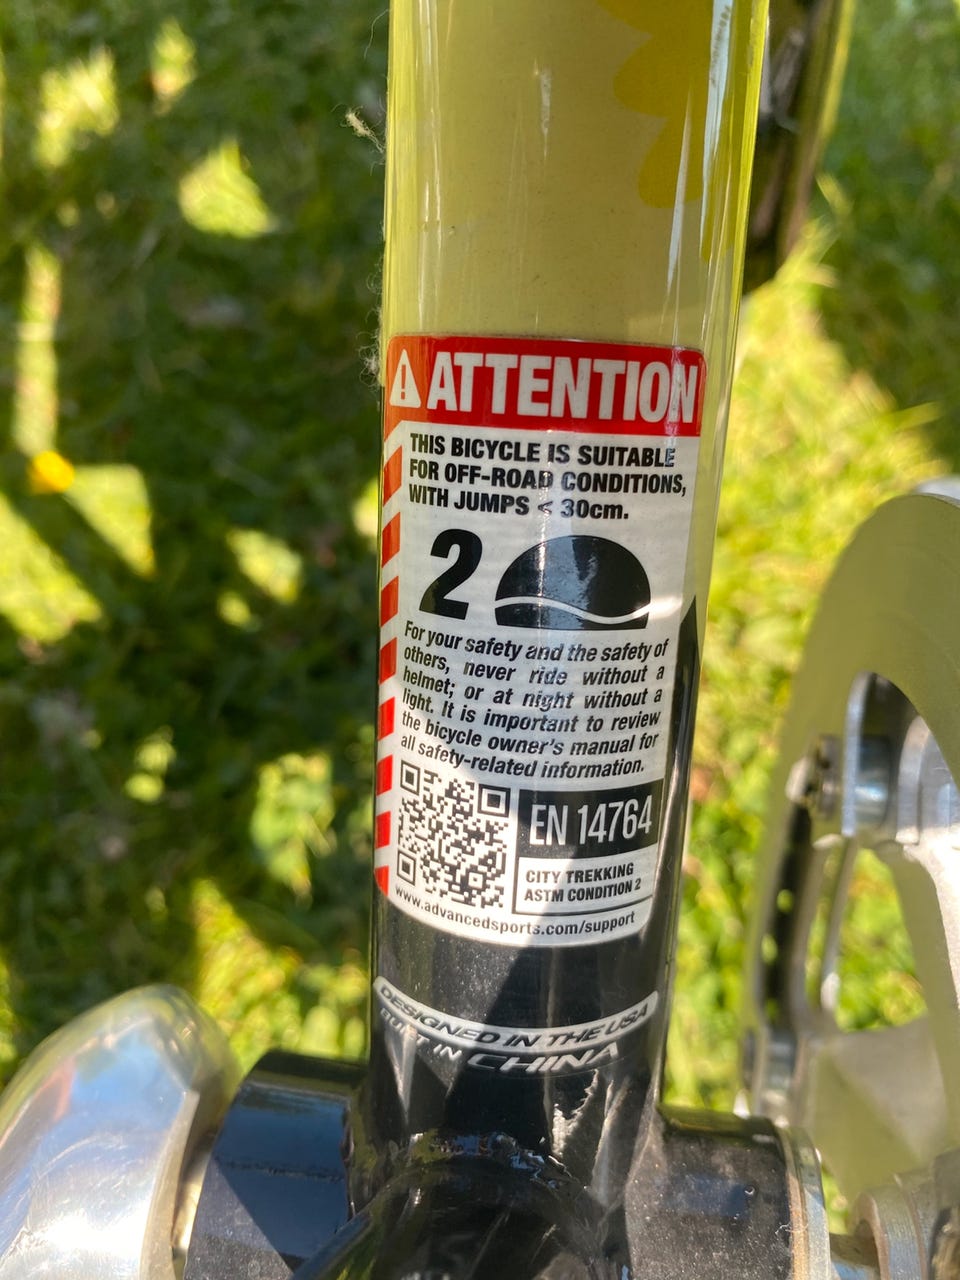 ATTENTION
THIS BICYCLE IS SUITABLE
FOR OFF-ROAD CONDITIONS,
WITH JUMPS < 30cm.
2
For your safety and the safety of
others, never ride without a
helmet; or at night without a
light. It is important to review
the bicycle owner's manual for
all safety-related information.
EN 14764
CITY TREKKING
ASTM CONDITION 2
www.advancedsports.com/support
DESIGNED IN THE USA
BUILT IN CHINA